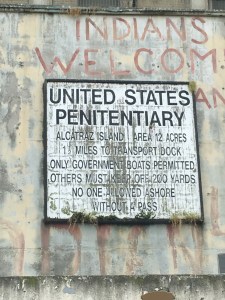 INDIANS
WELCOM
UNITED STATES
PENITENTIARY
ALCATRAZ ISLAND AREA 12 ACRES
1½ MILES TO TRANSPORT DOCK
ONLY GOVERNMENT BOATS PERMITTED
OTHERS MUST KEEP OFF 200 YARDS
NO ONE ALLOWED ASHORE
WITHOUT A PASS